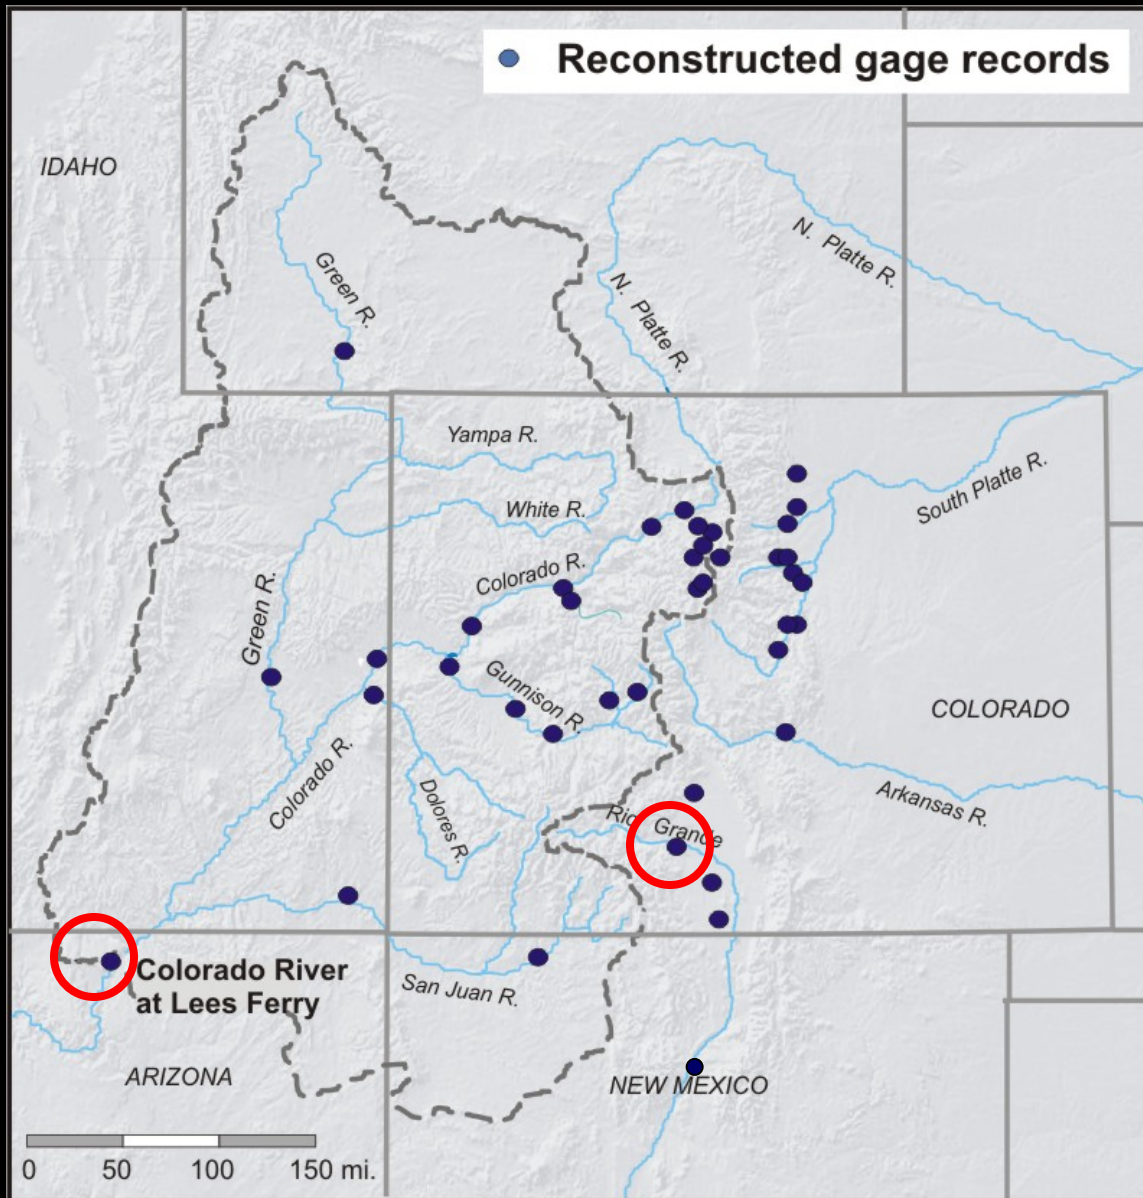 Reconstructed gage records
IDAHO
N. Platte R.
Green R.
N. Platte R.
Yampa R.
South Platte R.
White R.
Colorado R.
Green R.
Gunnison R.
COLORADO
Colorado R.
Dolores R.
Arkansas R.
Rio Grande
Colorado River
at Lees Ferry
San Juan R.
ARIZONA
NEW MEXICO
0 50 100 150 mi.